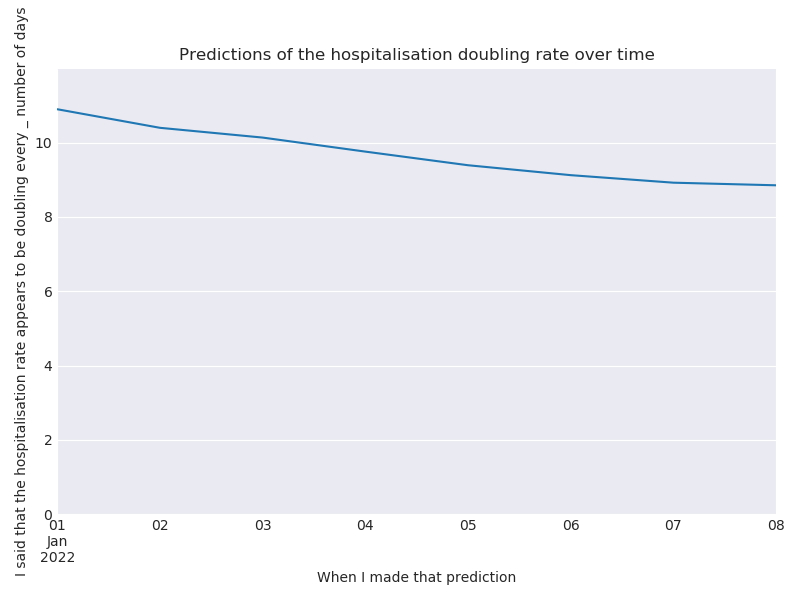 Predictions of the hospitalisation doubling rate over time
I said that the hospitalisation rate appears to be doubling every _ number of days
10
8
6
4
2
0
01 02 03 04 05 06 07 08
Jan
2022
When I made that prediction